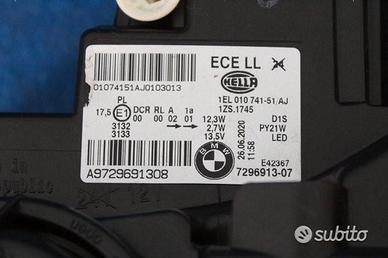 ECE LL
01074151AJ0103013
HELLA
1EL 010 741-51/AJ
1ZS.1745
PL
DCR RL A 1a
17,5 E1 00 00 02 01
3132
3133
12,3W D1S
2,7W PY21W
13,5V LED
26.06.2020
11:58
BMW
E42367
A9729691308
7296913-07
subito